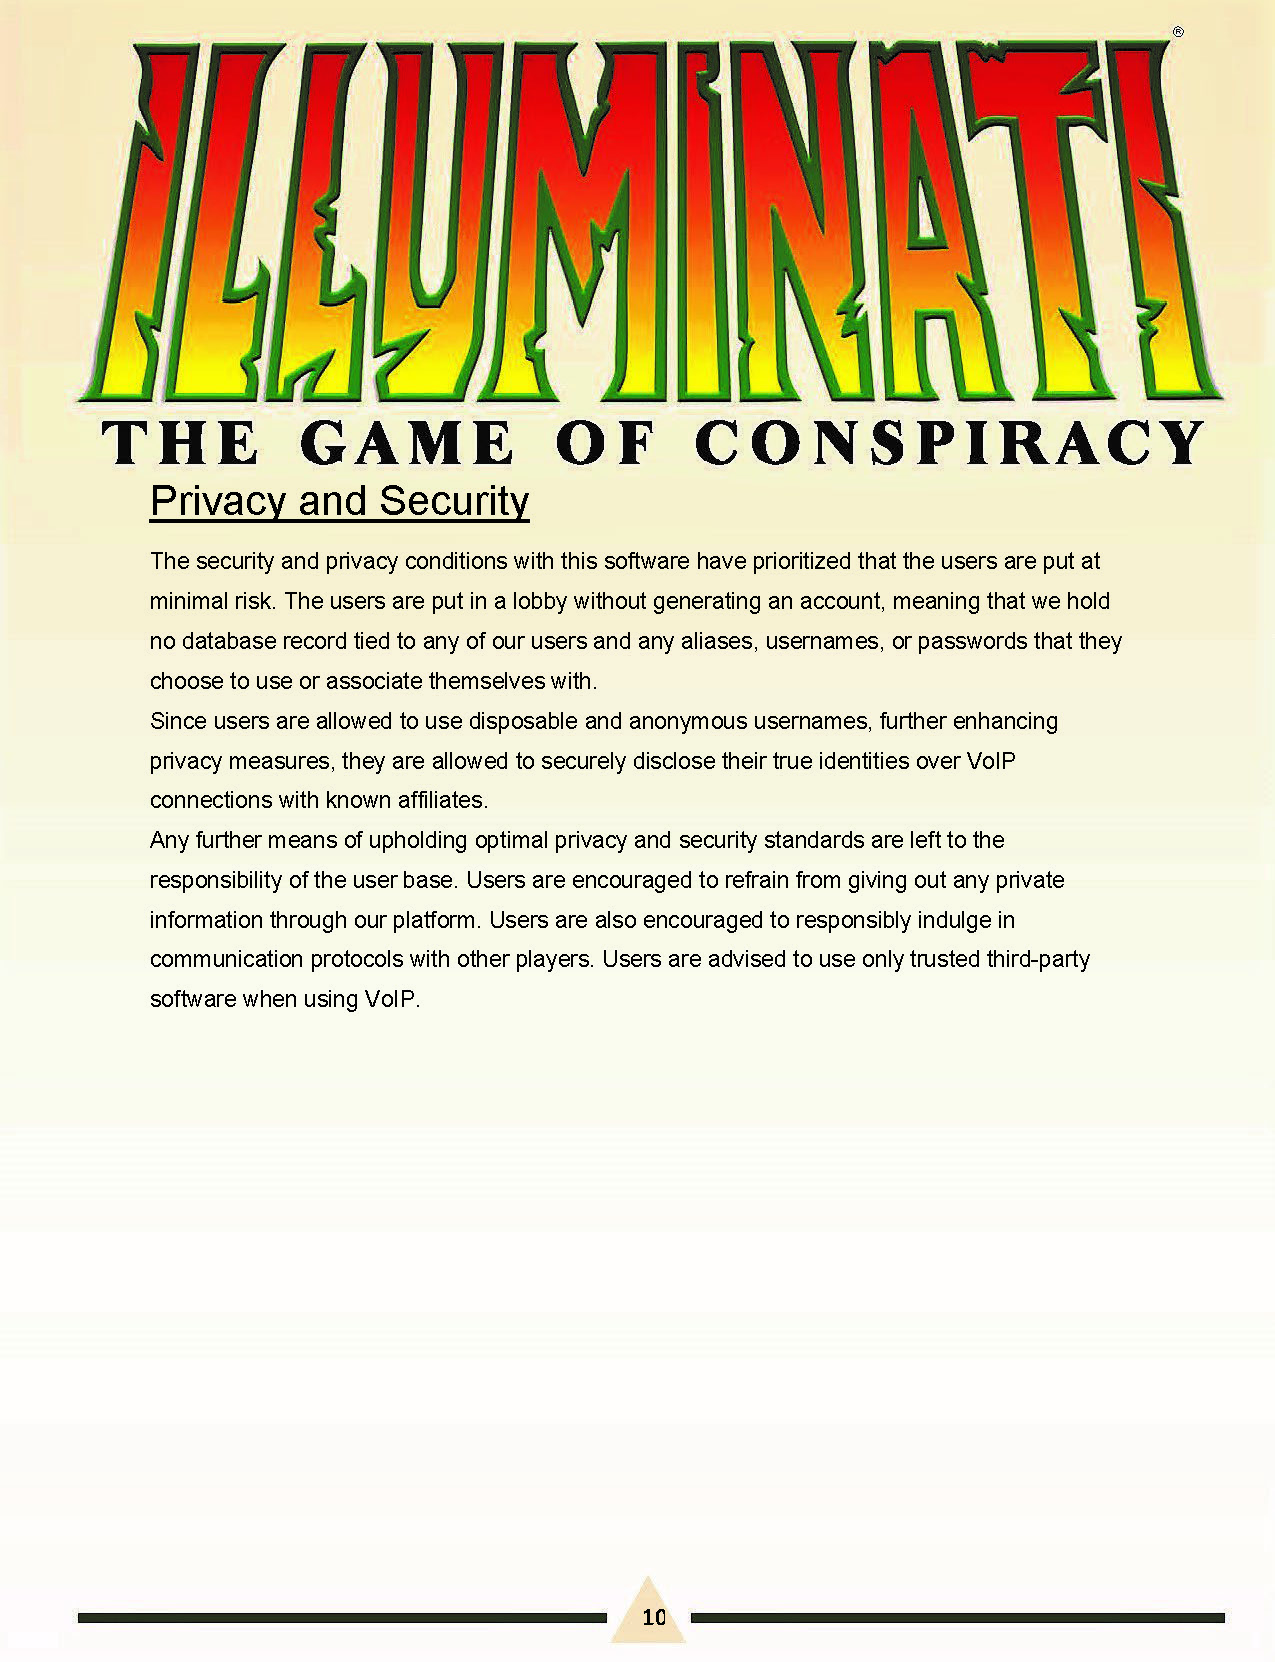 ILLUMINATI®
THE GAME OF CONSPIRACY
Privacy and Security
The security and privacy conditions with this software have prioritized that the users are put at
minimal risk. The users are put in a lobby without generating an account, meaning that we hold
no database record tied to any of our users and any aliases, usernames, or passwords that they
choose to use or associate themselves with.
Since users are allowed to use disposable and anonymous usernames, further enhancing
privacy measures, they are allowed to securely disclose their true identities over VoIP
connections with known affiliates.
Any further means of upholding optimal privacy and security standards are left to the
responsibility of the user base. Users are encouraged to refrain from giving out any private
information through our platform. Users are also encouraged to responsibly indulge in
communication protocols with other players. Users are advised to use only trusted third-party
software when using VoIP.
10